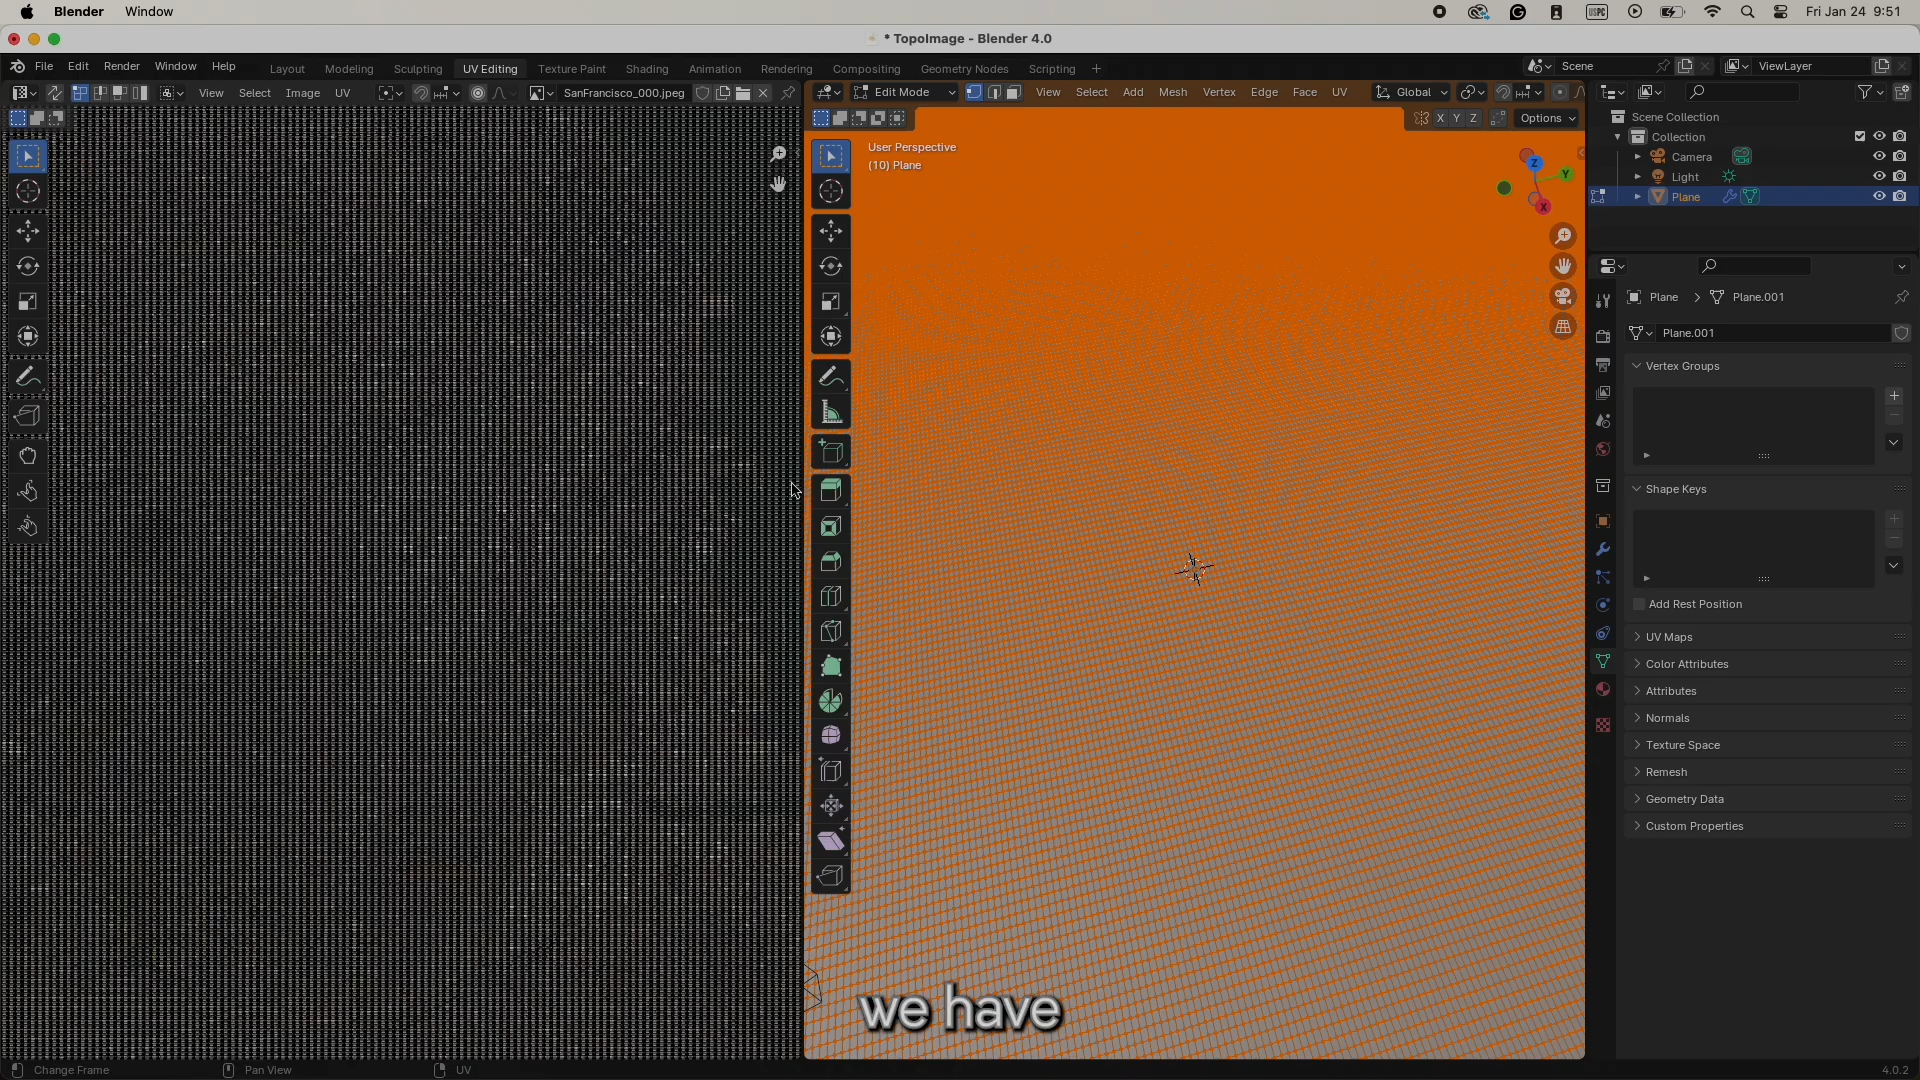 Blender Window Fri Jan 24 9:51
* TopoImage - Blender 4.0
File Edit Render Window Help Layout Modeling Sculpting UV Editing Texture Paint Shading Animation Rendering Compositing Geometry Nodes Scripting + Scene ViewLayer
View Select Image UV SanFrancisco_000.jpeg Edit Mode View Select Add Mesh Vertex Edge Face UV Global
X Y Z Options
Scene Collection
Collection
Camera
Light
Plane
User Perspective
(10) Plane
Z
Y
X
Plane > Plane.001
Plane.001
Vertex Groups
Shape Keys
Add Rest Position
UV Maps
Color Attributes
Attributes
Normals
Texture Space
Remesh
Geometry Data
Custom Properties
we have
Change Frame Pan View UV 4.0.2